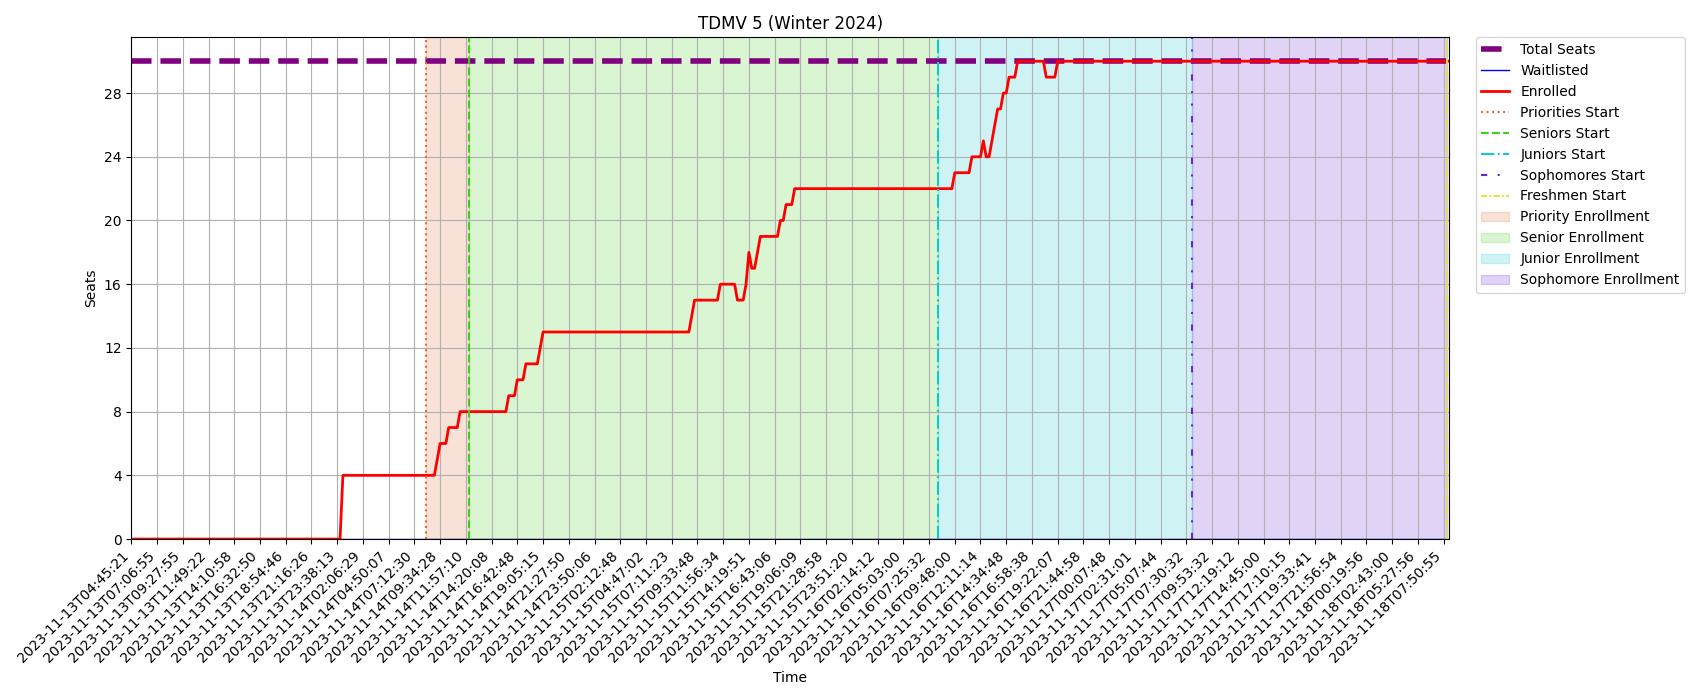 TDMV 5 (Winter 2024)
Total Seats
Waitlisted
Enrolled
Priorities Start
Seniors Start
Juniors Start
Sophomores Start
Freshmen Start
Priority Enrollment
Senior Enrollment
Junior Enrollment
Sophomore Enrollment
Seats
28
24
20
16
12
8
4
0
2023-11-13T04:45:21
2023-11-13T07:06:55
2023-11-13T09:27:55
2023-11-13T11:49:22
2023-11-13T14:10:58
2023-11-13T16:32:50
2023-11-13T18:54:46
2023-11-13T21:16:26
2023-11-13T23:38:13
2023-11-14T02:06:29
2023-11-14T04:50:07
2023-11-14T07:12:30
2023-11-14T09:34:28
2023-11-14T11:57:10
2023-11-14T14:20:08
2023-11-14T16:42:48
2023-11-14T19:05:15
2023-11-14T21:27:50
2023-11-14T23:50:06
2023-11-15T02:12:48
2023-11-15T04:47:02
2023-11-15T07:11:23
2023-11-15T09:33:48
2023-11-15T11:56:34
2023-11-15T14:19:51
2023-11-15T16:43:06
2023-11-15T19:06:09
2023-11-15T21:28:58
2023-11-15T23:51:20
2023-11-16T02:14:12
2023-11-16T05:03:00
2023-11-16T07:25:32
2023-11-16T09:48:00
2023-11-16T12:11:14
2023-11-16T14:34:48
2023-11-16T16:58:38
2023-11-16T19:22:07
2023-11-16T21:44:58
2023-11-17T00:07:48
2023-11-17T02:31:01
2023-11-17T05:07:44
2023-11-17T07:30:32
2023-11-17T09:53:32
2023-11-17T12:19:12
2023-11-17T14:45:00
2023-11-17T17:10:15
2023-11-17T19:33:41
2023-11-17T21:56:54
2023-11-18T00:19:56
2023-11-18T02:43:00
2023-11-18T05:27:56
2023-11-18T07:50:55
Time